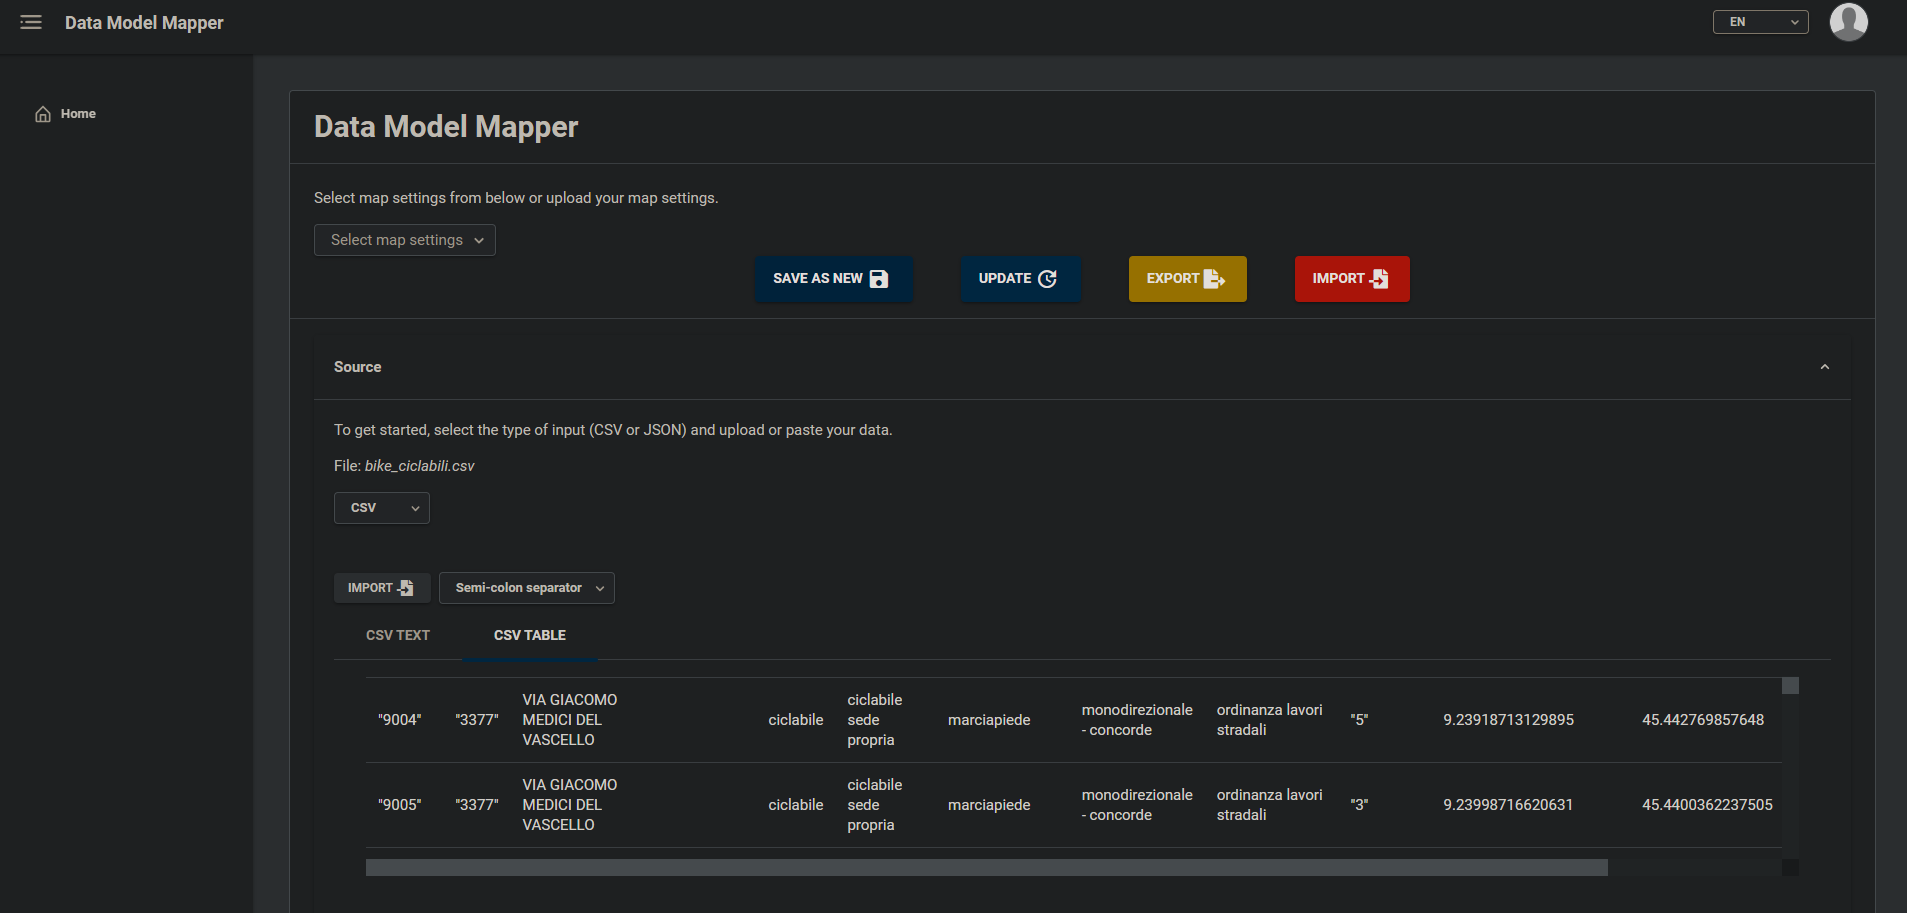 Data Model Mapper
EN
Home
Data Model Mapper
Select map settings from below or upload your map settings.
Select map settings
SAVE AS NEW
UPDATE
EXPORT
IMPORT
Source
To get started, select the type of input (CSV or JSON) and upload or paste your data.
File: bike_ciclabili.csv
CSV
IMPORT
Semi-colon separator
CSV TEXT
CSV TABLE
"9004"
"3377"
VIA GIACOMO
MEDICI DEL
VASCELLO
ciclabile
ciclabile
sede
propria
marciapiede
monodirezionale
- concorde
ordinanza lavori
stradali
"5"
9.23918713129895
45.442769857648
"9005"
"3377"
VIA GIACOMO
MEDICI DEL
VASCELLO
ciclabile
ciclabile
sede
propria
marciapiede
monodirezionale
- concorde
ordinanza lavori
stradali
"3"
9.23998716620631
45.4400362237505